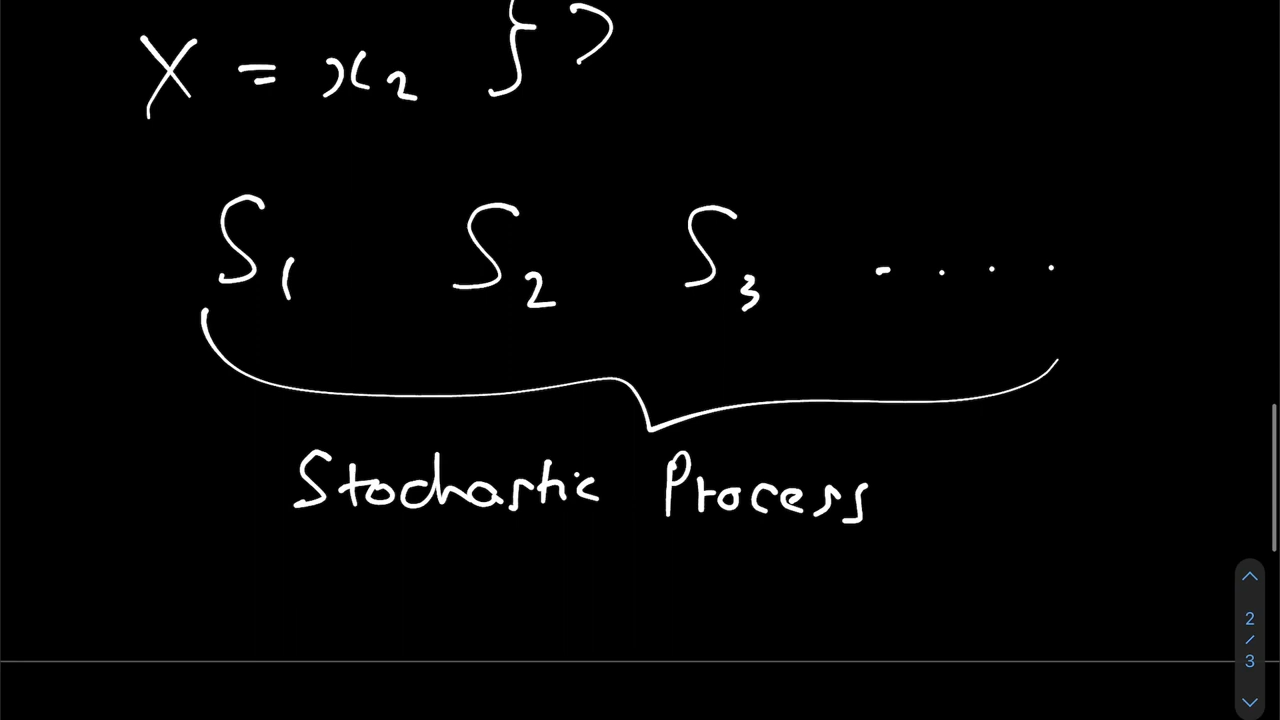 X = x₂ }
S₁ S₂ S₃ - . . .
Stochastic Process
2
/
3